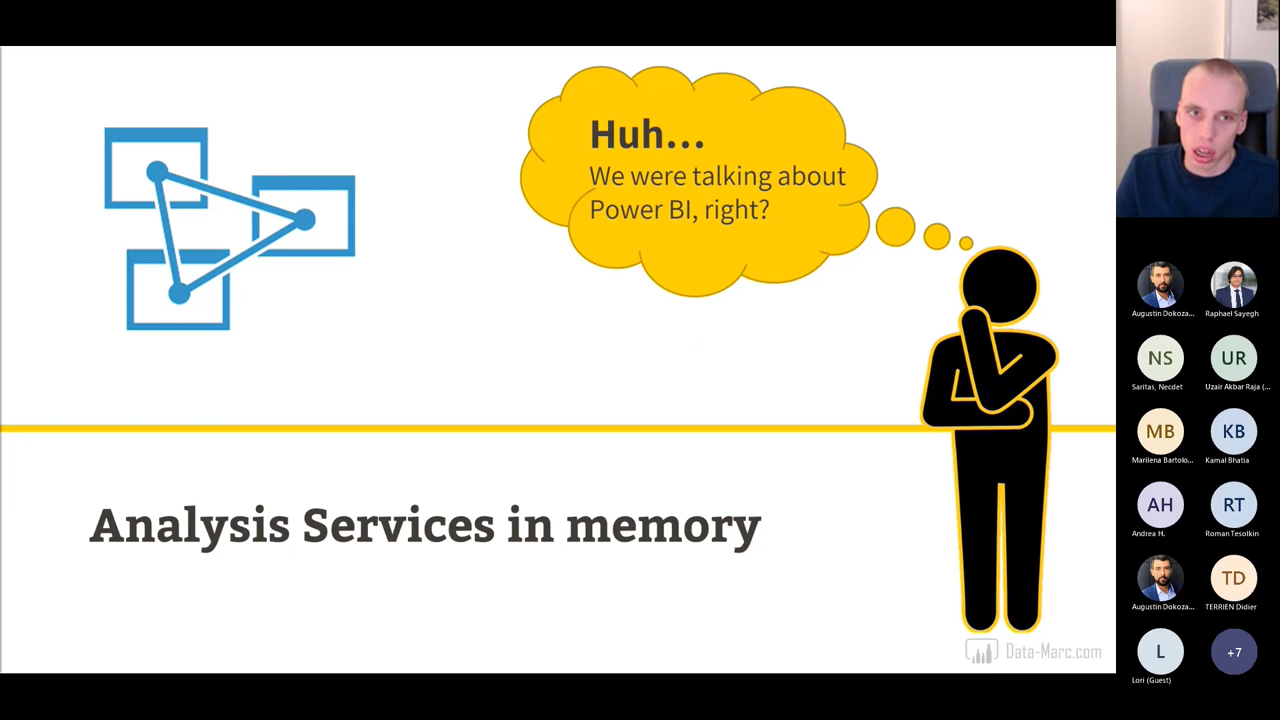 Huh...
We were talking about
Power BI, right?
Analysis Services in memory
Data-Marc.com
Augustin Dokoza...
Raphael Sayegh
NS
UR
Saritas, Necdet
Uzair Akbar Raja (...
MB
KB
Marilena Bartolo...
Kamal Bhatia
AH
RT
Andrea H.
Roman Tesolkin
TD
Augustin Dokoza...
TERRIEN Didier
L
+7
Lori (Guest)